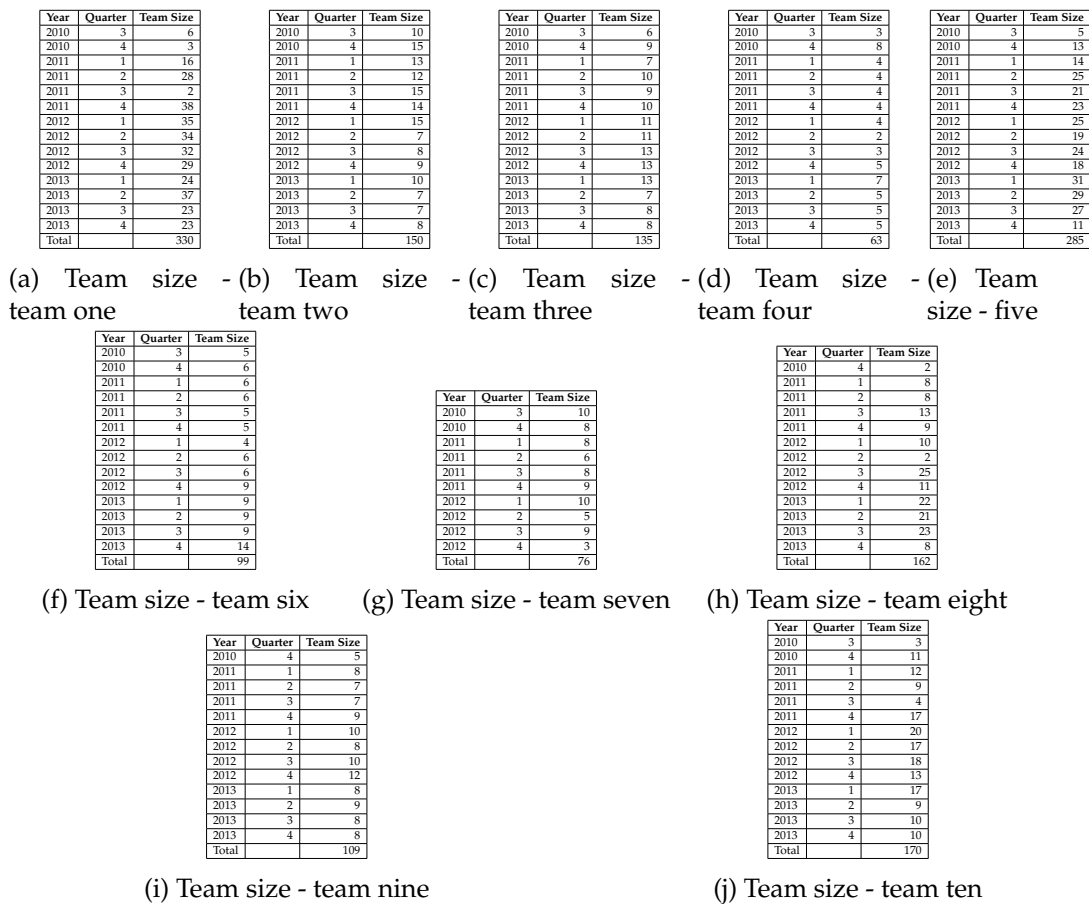 Year Quarter Team Size
2010 3 6
2010 4 3
2011 1 16
2011 2 28
2011 3 2
2011 4 38
2012 1 35
2012 2 34
2012 3 32
2012 4 29
2013 1 24
2013 2 37
2013 3 23
2013 4 23
Total 330
(a) Team size -
team one
Year Quarter Team Size
2010 3 10
2010 4 15
2011 1 13
2011 2 12
2011 3 15
2011 4 14
2012 1 15
2012 2 7
2012 3 8
2012 4 9
2013 1 10
2013 2 7
2013 3 7
2013 4 8
Total 150
(b) Team size -
team two
Year Quarter Team Size
2010 3 6
2010 4 9
2011 1 7
2011 2 10
2011 3 9
2011 4 10
2012 1 11
2012 2 11
2012 3 13
2012 4 13
2013 1 13
2013 2 7
2013 3 8
2013 4 8
Total 135
(c) Team size -
team three
Year Quarter Team Size
2010 3 3
2010 4 8
2011 1 4
2011 2 4
2011 3 4
2011 4 4
2012 1 4
2012 2 2
2012 3 3
2012 4 5
2013 1 7
2013 2 5
2013 3 5
2013 4 5
Total 63
(d) Team size -
team four
Year Quarter Team Size
2010 3 5
2010 4 13
2011 1 14
2011 2 25
2011 3 21
2011 4 23
2012 1 25
2012 2 19
2012 3 24
2012 4 18
2013 1 31
2013 2 29
2013 3 27
2013 4 11
Total 285
(e) Team
size - five
Year Quarter Team Size
2010 3 5
2010 4 6
2011 1 6
2011 2 6
2011 3 5
2011 4 5
2012 1 4
2012 2 6
2012 3 6
2012 4 9
2013 1 9
2013 2 9
2013 3 9
2013 4 14
Total 99
(f) Team size - team six
Year Quarter Team Size
2010 3 10
2010 4 8
2011 1 8
2011 2 6
2011 3 8
2011 4 9
2012 1 10
2012 2 5
2012 3 9
2012 4 3
Total 76
(g) Team size - team seven
Year Quarter Team Size
2010 4 2
2011 1 8
2011 2 8
2011 3 13
2011 4 9
2012 1 10
2012 2 2
2012 3 25
2012 4 11
2013 1 22
2013 2 21
2013 3 23
2013 4 8
Total 162
(h) Team size - team eight
Year Quarter Team Size
2010 4 5
2011 1 8
2011 2 7
2011 3 7
2011 4 9
2012 1 10
2012 2 8
2012 3 10
2012 4 12
2013 1 8
2013 2 9
2013 3 8
2013 4 8
Total 109
(i) Team size - team nine
Year Quarter Team Size
2010 3 3
2010 4 11
2011 1 12
2011 2 9
2011 3 4
2011 4 17
2012 1 20
2012 2 17
2012 3 18
2012 4 13
2013 1 17
2013 2 9
2013 3 10
2013 4 10
Total 170
(j) Team size - team ten